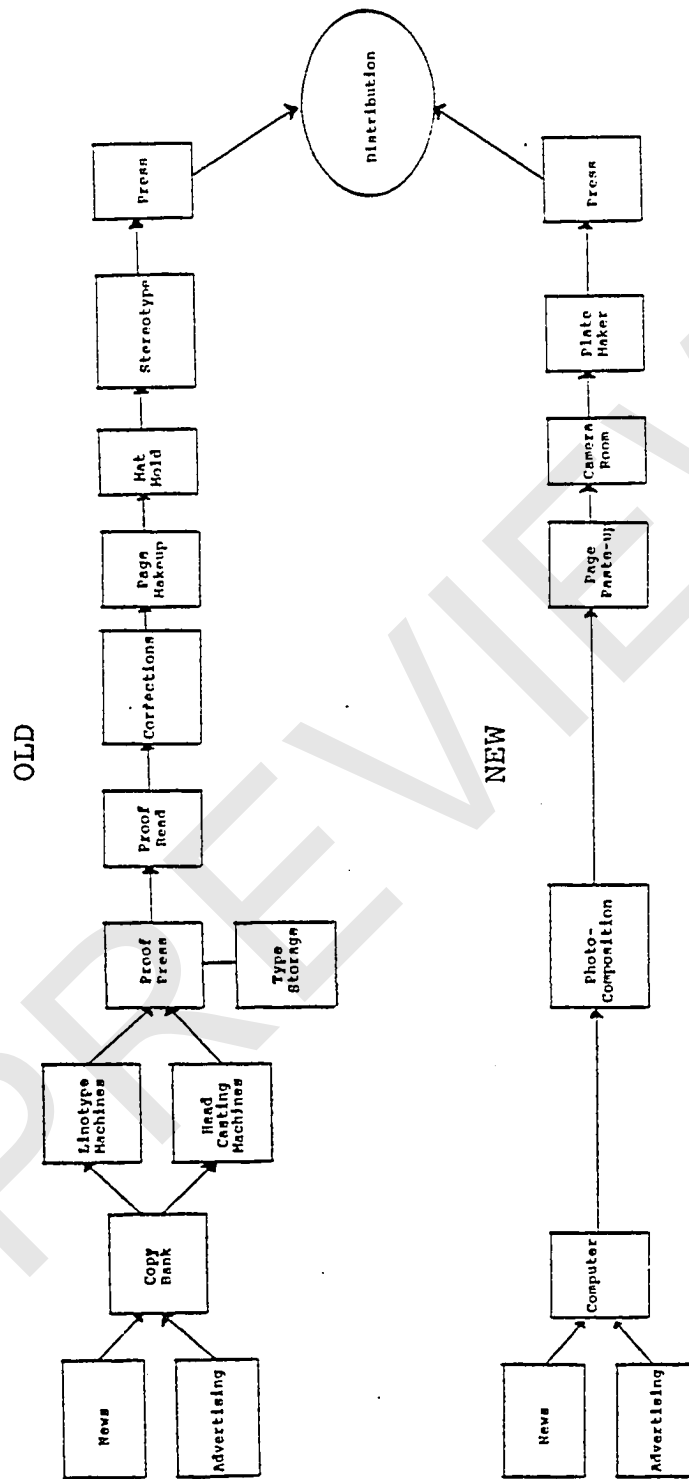 OLD
News
Advertising
Copy
Bank
Linotype
Machines
Head
Casting
Machines
Proof
Press
Type
Storage
Proof
Read
Corrections
Page
Makeup
Mat
Mold
Stereotype
Press
Distribution
NEW
News
Advertising
Computer
Photo-
Composition
Page
Paste-up
Camera
Room
Plate
Maker
Press
PREVIEW